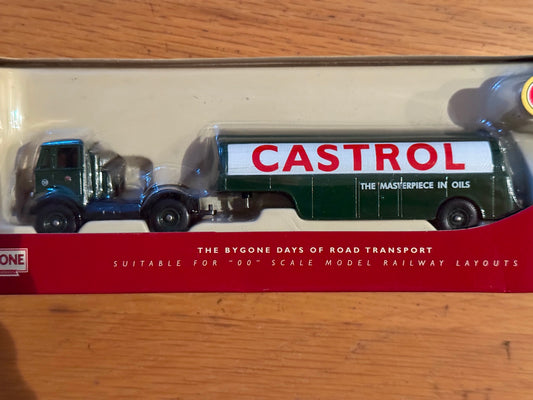 CASTROL
THE "MASTERPIECE IN OILS
ONE
THE BYGONE DAYS OF ROAD TRANSPORT
SUITABLE FOR "00" SCALE MODEL RAILWAY LAYOUTS